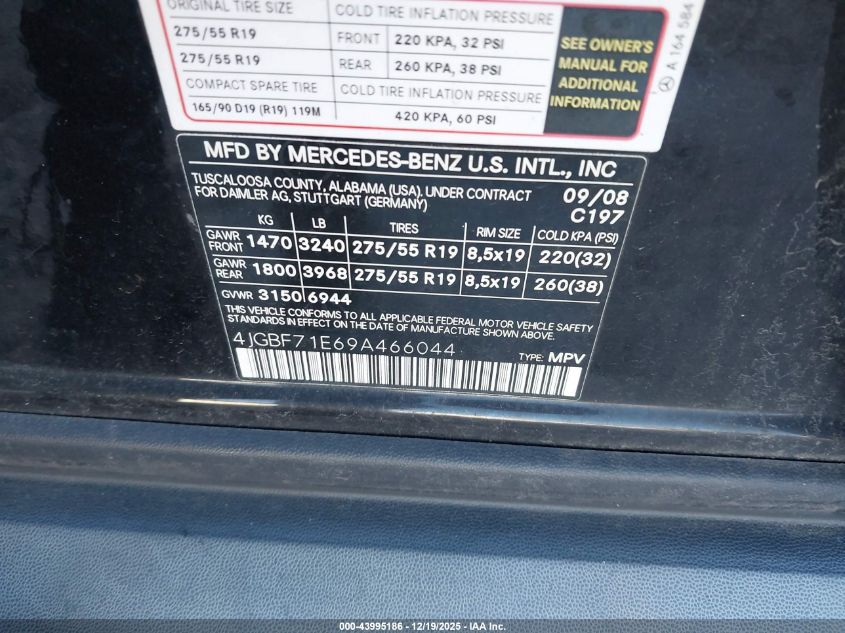 ORIGINAL TIRE SIZE COLD TIRE INFLATION PRESSURE
275/55 R19 FRONT 220 KPA, 32 PSI
275/55 R19 REAR 260 KPA, 38 PSI
COMPACT SPARE TIRE COLD TIRE INFLATION PRESSURE
165/90 D19 (R19) 119M 420 KPA, 60 PSI
SEE OWNER'S
MANUAL FOR
ADDITIONAL
INFORMATION
A 164 584
MFD BY MERCEDES-BENZ U.S. INTL., INC
TUSCALOOSA COUNTY, ALABAMA (USA). UNDER CONTRACT
FOR DAIMLER AG, STUTTGART (GERMANY)
09/08
C197
KG LB TIRES RIM SIZE COLD KPA (PSI)
GAWR FRONT 1470 3240 275/55 R19 8,5x19 220(32)
GAWR REAR 1800 3968 275/55 R19 8,5x19 260(38)
GVWR 3150 6944
THIS VEHICLE CONFORMS TO ALL APPLICABLE FEDERAL MOTOR VEHICLE SAFETY
STANDARDS IN EFFECT ON THE DATE OF MANUFACTURE SHOWN ABOVE.
4JGBF71E69A466044
TYPE: MPV
000-43995186 - 12/19/2025 - IAA Inc.